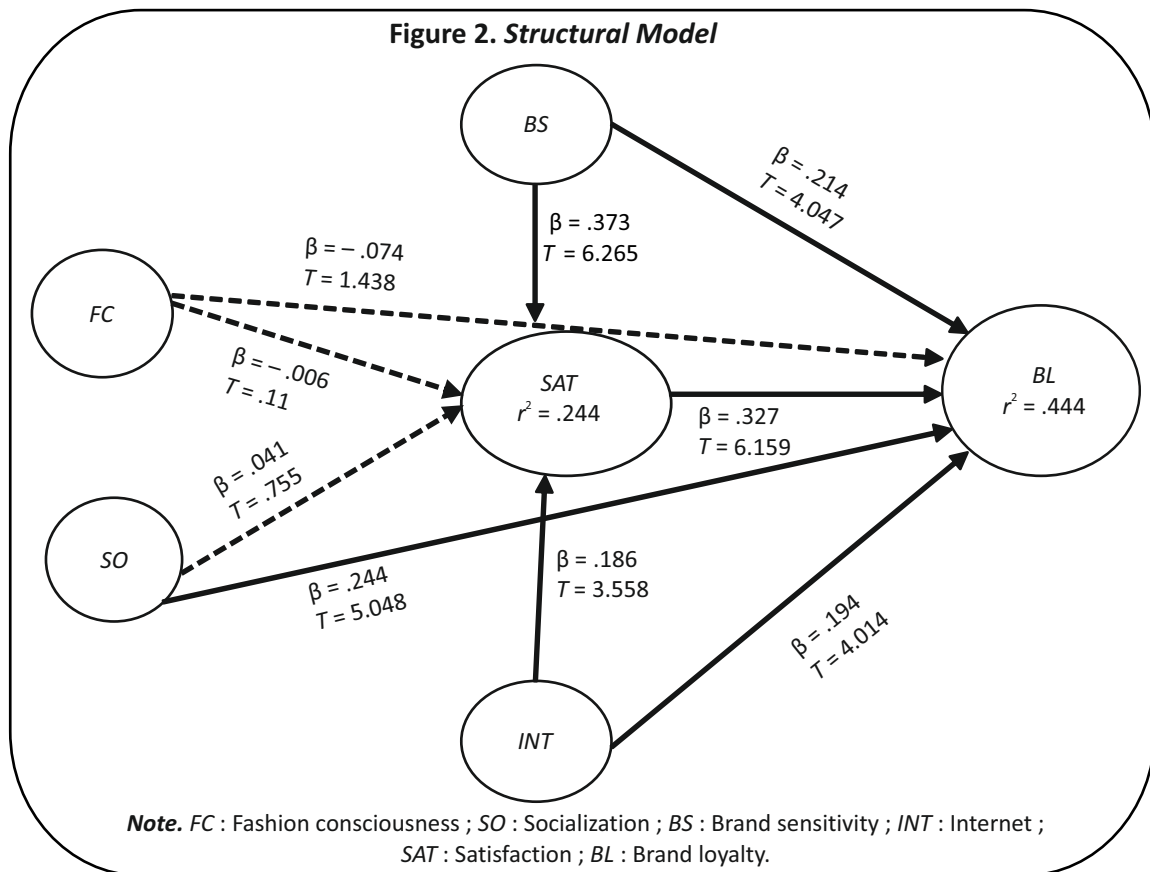 Figure 2. Structural Model
BS
β = .214
T = 4.047
β = .373
T = 6.265
β = – .074
T = 1.438
FC
β = – .006
T = .11
SAT
r² = .244
BL
r² = .444
β = .327
T = 6.159
β = .041
T = .755
SO
β = .244
T = 5.048
β = .186
T = 3.558
β = .194
T = 4.014
INT
Note. FC : Fashion consciousness ; SO : Socialization ; BS : Brand sensitivity ; INT : Internet ;
SAT : Satisfaction ; BL : Brand loyalty.